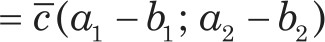 = c̅(a₁ − b₁; a₂ − b₂)